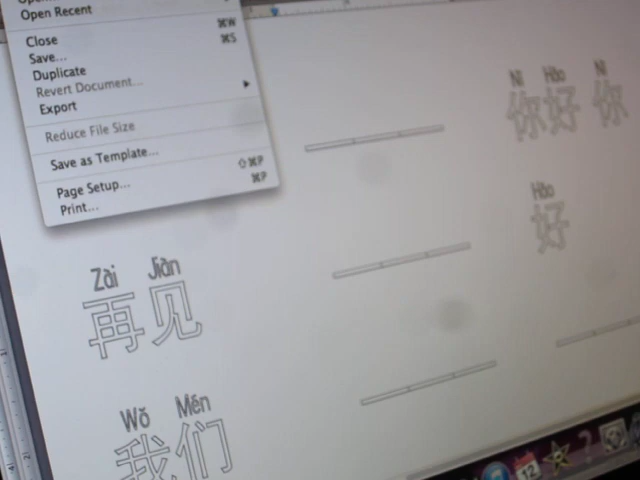 Open Recent
Close ⌘W
Save... ⌘S
Duplicate
Revert Document...
Export
Reduce File Size
Save as Template...
Page Setup... ⇧⌘P
Print... ⌘P
Nǐ Hǎo Nǐ
你好 你
Hǎo
好
Zài Jiàn
再见
Wǒ Mén
我们
12